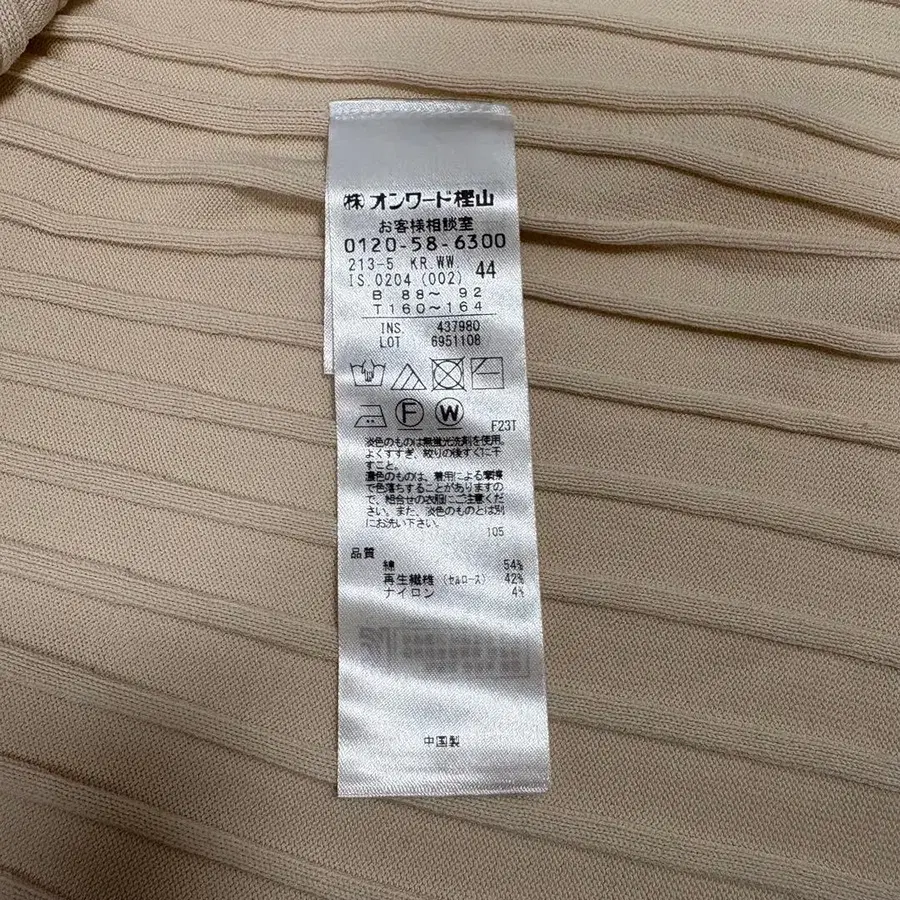 (株)オンワード樫山
お客様相談室
0120-58-6300
213-5 KR.WW
IS.0204 (002) 44
B 88～ 92
T160～164
INS. 437980
LOT 6951108
F
W
F23T
淡色のものは無蛍光洗剤を使用。
よくすすぎ、絞りの後すぐに干
すこと。
濃色のものは、着用による摩擦
で色落ちすることがありますの
で、組合せの衣服にご注意くだ
さい。また、淡色のものとは別
にお洗い下さい。
105
品質
綿 54%
再生繊維(セルロース) 42%
ナイロン 4%
中国製